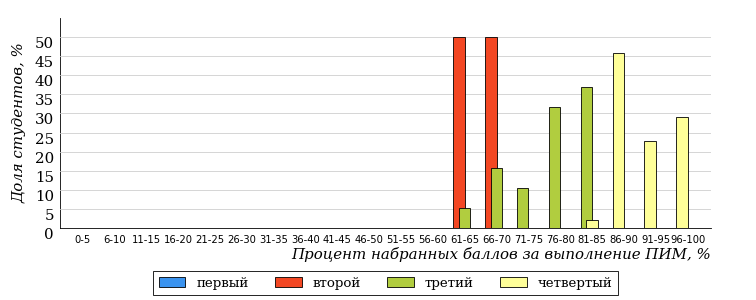 Доля студентов, %
50
45
40
35
30
25
20
15
10
5
0
0-5 6-10 11-15 16-20 21-25 26-30 31-35 36-40 41-45 46-50 51-55 56-60 61-65 66-70 71-75 76-80 81-85 86-90 91-95 96-100
Процент набранных баллов за выполнение ПИМ, %
первый второй третий четвертый